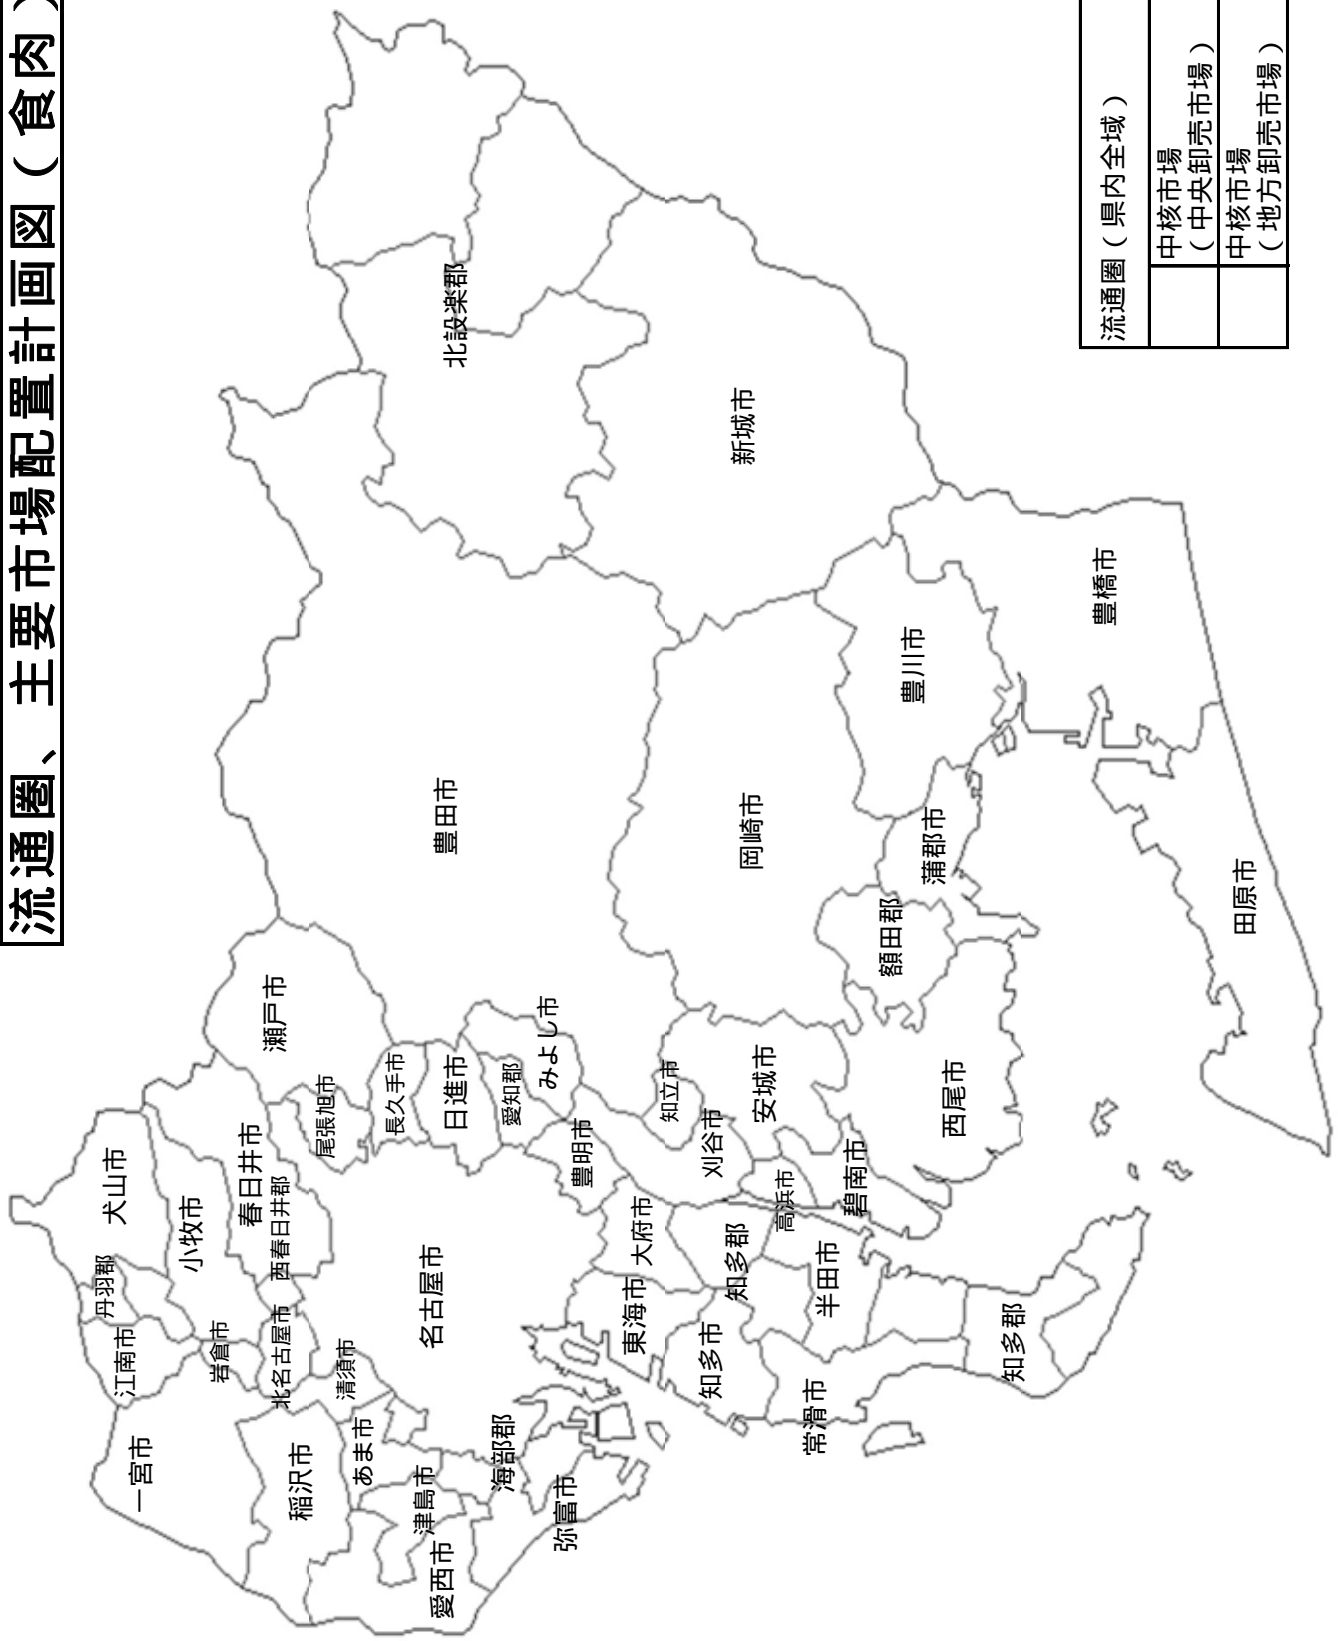 流通圏、主要市場配置計画図（食肉）
北設楽郡
新城市
豊橋市
豊川市
豊田市
岡崎市
蒲郡市
額田郡
田原市
瀬戸市
尾張旭市
長久手市
日進市
愛知郡
みよし市
豊明市
知立市
刈谷市
安城市
西尾市
高浜市
碧南市
犬山市
丹羽郡
小牧市
春日井市
西春日井郡
江南市
岩倉市
北名古屋市
清須市
名古屋市
大府市
東海市
知多郡
知多市
半田市
常滑市
知多郡
一宮市
稲沢市
あま市
津島市
愛西市
海部郡
弥富市
流通圏（県内全域）
中核市場
（中央卸売市場）
中核市場
（地方卸売市場）